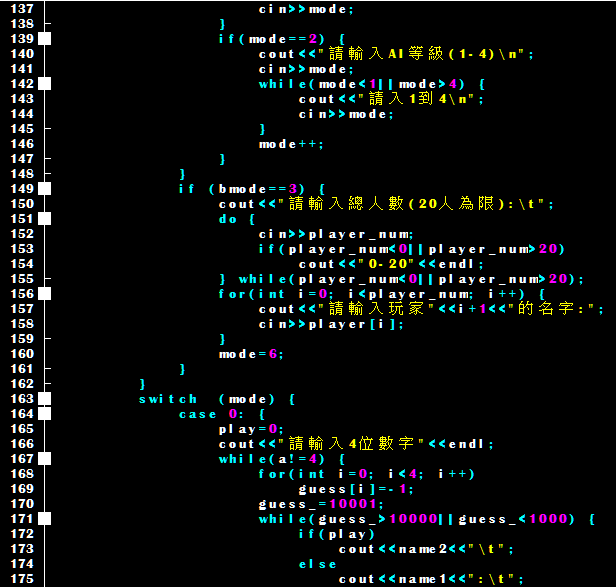 137 cin>>mode;
138 }
139 if(mode==2) {
140 cout<<"請輸入AI等級(1-4)\n";
141 cin>>mode;
142 while(mode<1||mode>4) {
143 cout<<"請入1到4\n";
144 cin>>mode;
145 }
146 mode++;
147 }
148 }
149 if (bmode==3) {
150 cout<<"請輸入總人數(20人為限):\t";
151 do {
152 cin>>player_num;
153 if(player_num<0||player_num>20)
154 cout<<"0-20"<<endl;
155 } while(player_num<0||player_num>20);
156 for(int i=0; i<player_num; i++) {
157 cout<<"請輸入玩家"<<i+1<<"的名字:";
158 cin>>player[i];
159 }
160 mode=6;
161 }
162 }
163 switch (mode) {
164 case 0: {
165 play=0;
166 cout<<"請輸入4位數字"<<endl;
167 while(a!=4) {
168 for(int i=0; i<4; i++)
169 guess[i]=-1;
170 guess_=10001;
171 while(guess_>10000||guess_<1000) {
172 if(play)
173 cout<<name2<<"\t";
174 else
175 cout<<name1<<":\t";